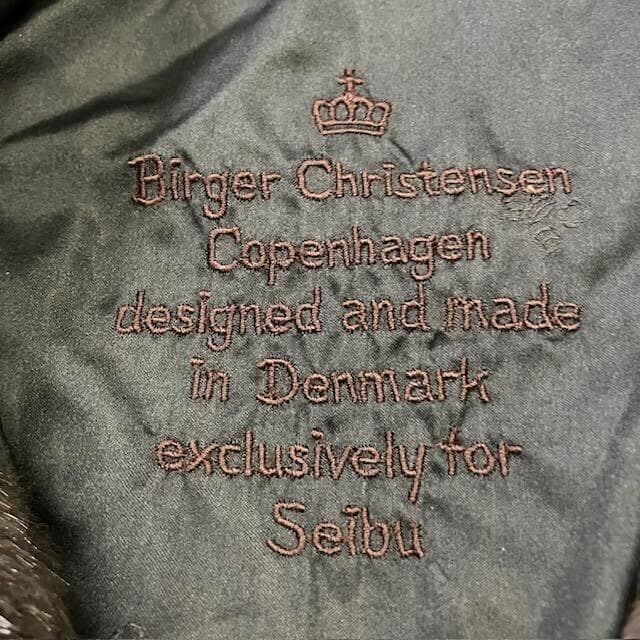 Birger Christensen
Copenhagen
designed and made
in Denmark
exclusively for
Seibu